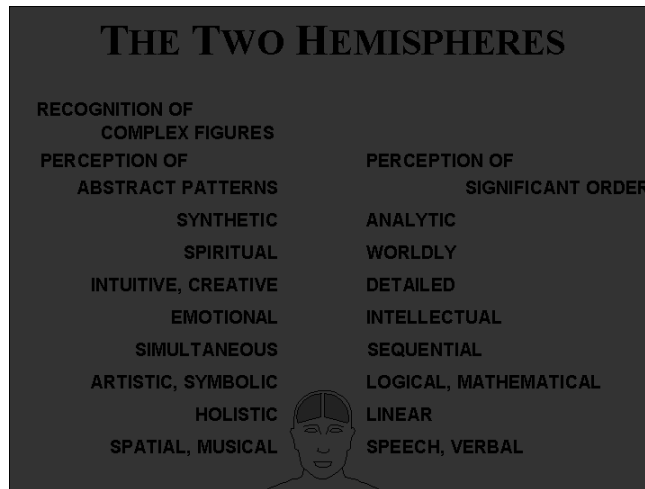 THE TWO HEMISPHERES
RECOGNITION OF
COMPLEX FIGURES
PERCEPTION OF
ABSTRACT PATTERNS
SYNTHETIC
SPIRITUAL
INTUITIVE, CREATIVE
EMOTIONAL
SIMULTANEOUS
ARTISTIC, SYMBOLIC
HOLISTIC
SPATIAL, MUSICAL
PERCEPTION OF
SIGNIFICANT ORDER
ANALYTIC
WORLDLY
DETAILED
INTELLECTUAL
SEQUENTIAL
LOGICAL, MATHEMATICAL
LINEAR
SPEECH, VERBAL